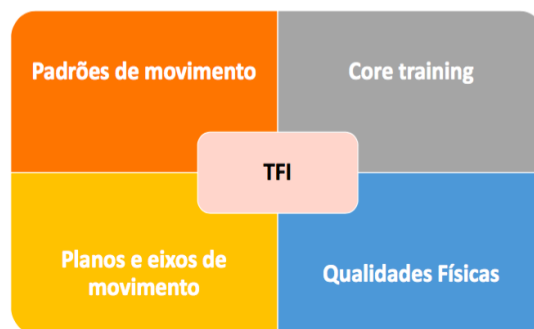 Padrões de movimento
Core training
TFI
Planos e eixos de
movimento
Qualidades Físicas